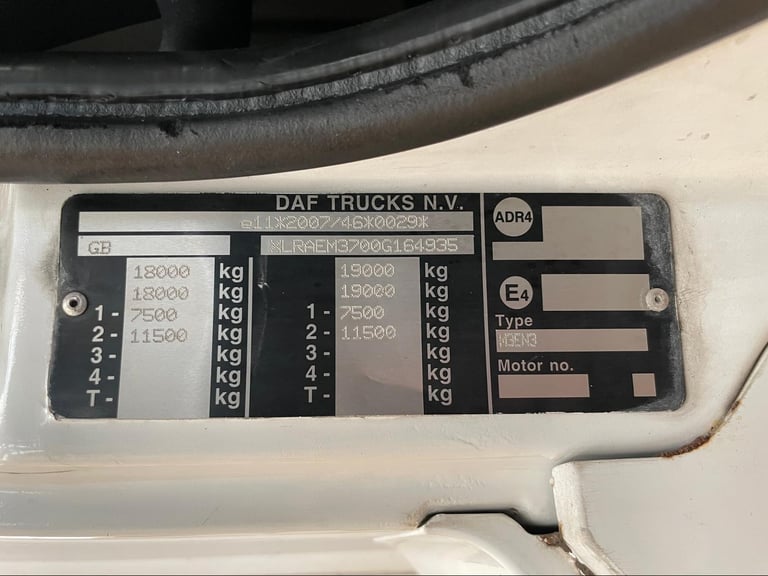 DAF TRUCKS N.V.
e11*2007/46*0029*
GB XLRAEM3700G164935
18000 kg 19000 kg
18000 kg 19000 kg
1- 7500 kg 1- 7500 kg
2- 11500 kg 2- 11500 kg
3- kg 3- kg
4- kg 4- kg
T- kg T- kg
ADR4
E4
Type
Motor no.